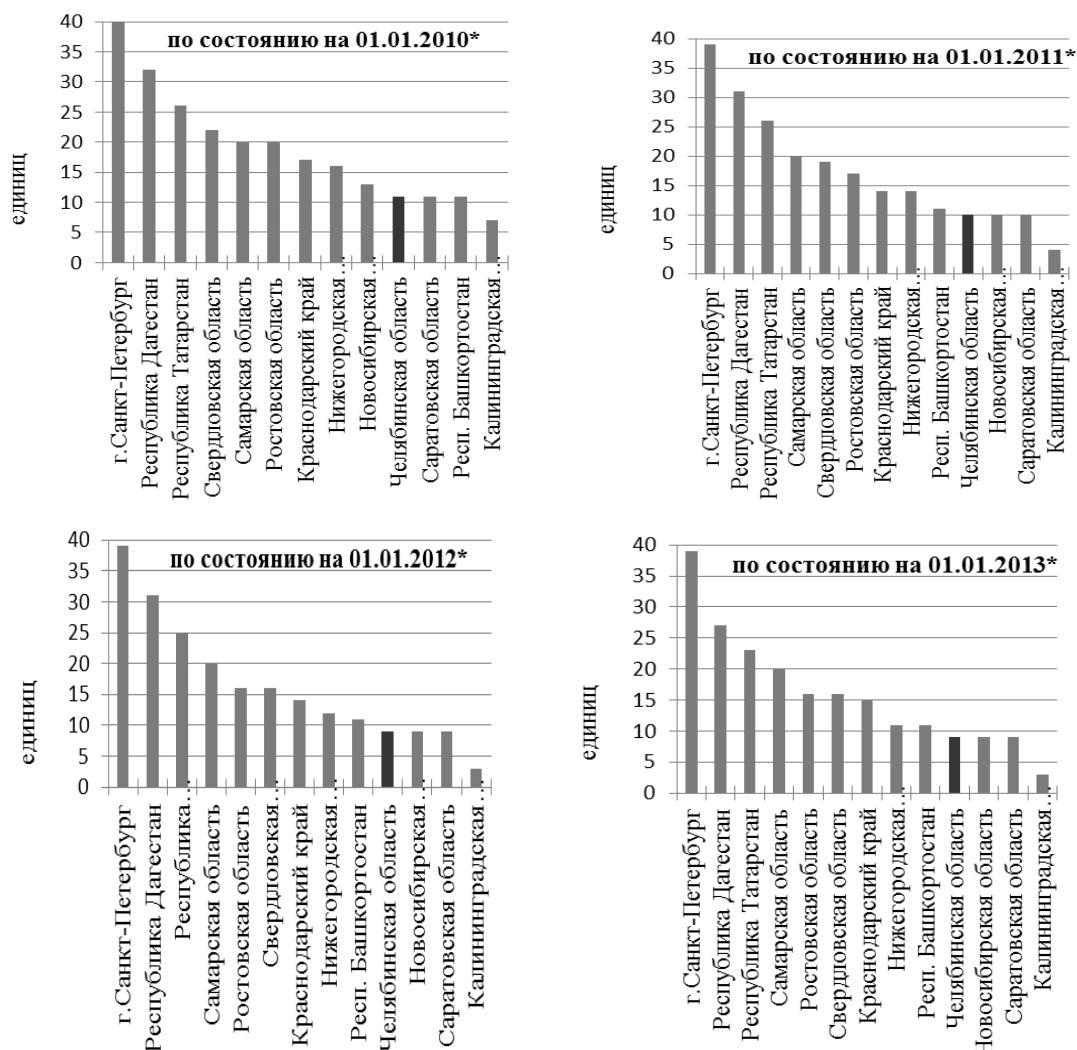 по состоянию на 01.01.2010*
единиц
40
35
30
25
20
15
10
5
0
г.Санкт-Петербург
Республика Дагестан
Республика Татарстан
Свердловская область
Самарская область
Ростовская область
Краснодарский край
Нижегородская…
Новосибирская…
Челябинская область
Саратовская область
Респ. Башкортостан
Калининградская…
по состоянию на 01.01.2011*
единиц
40
35
30
25
20
15
10
5
0
г.Санкт-Петербург
Республика Дагестан
Республика Татарстан
Самарская область
Свердловская область
Ростовская область
Краснодарский край
Нижегородская…
Респ. Башкортостан
Челябинская область
Новосибирская…
Саратовская область
Калининградская…
по состоянию на 01.01.2012*
единиц
40
35
30
25
20
15
10
5
0
г.Санкт-Петербург
Республика Дагестан
Республика…
Самарская область
Ростовская область
Свердловская…
Краснодарский край
Нижегородская…
Респ. Башкортостан
Челябинская область
Новосибирская…
Саратовская область
Калининградская…
по состоянию на 01.01.2013*
единиц
40
35
30
25
20
15
10
5
0
г.Санкт-Петербург
Республика Дагестан
Республика Татарстан
Самарская область
Ростовская область
Свердловская область
Краснодарский край
Нижегородская…
Респ. Башкортостан
Челябинская область
Новосибирская область
Саратовская область
Калининградская…